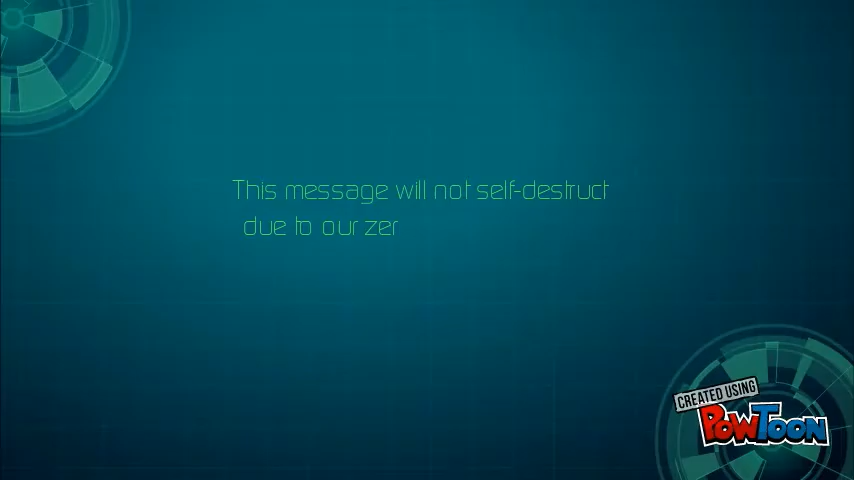 This message will not self-destruct
due to our zer
CREATED USING
POWTOON